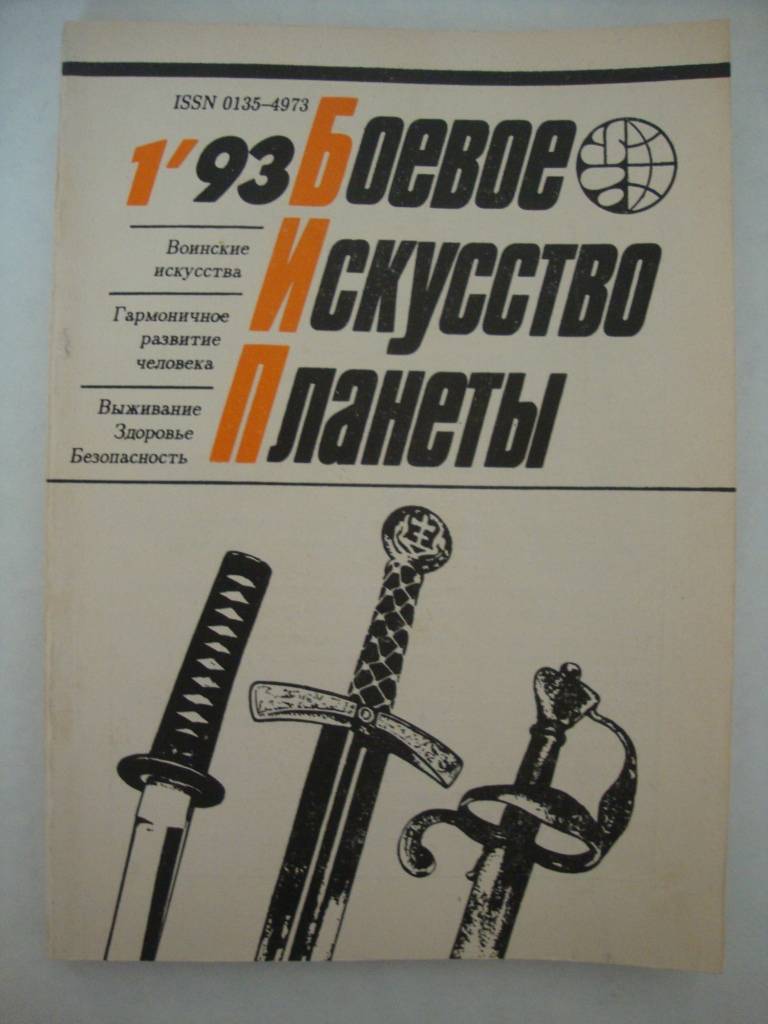 ISSN 0135-4973
1'93 Боевое
Искусство
Планеты
Воинские
искусства
Гармоничное
развитие
человека
Выживание
Здоровье
Безопасность